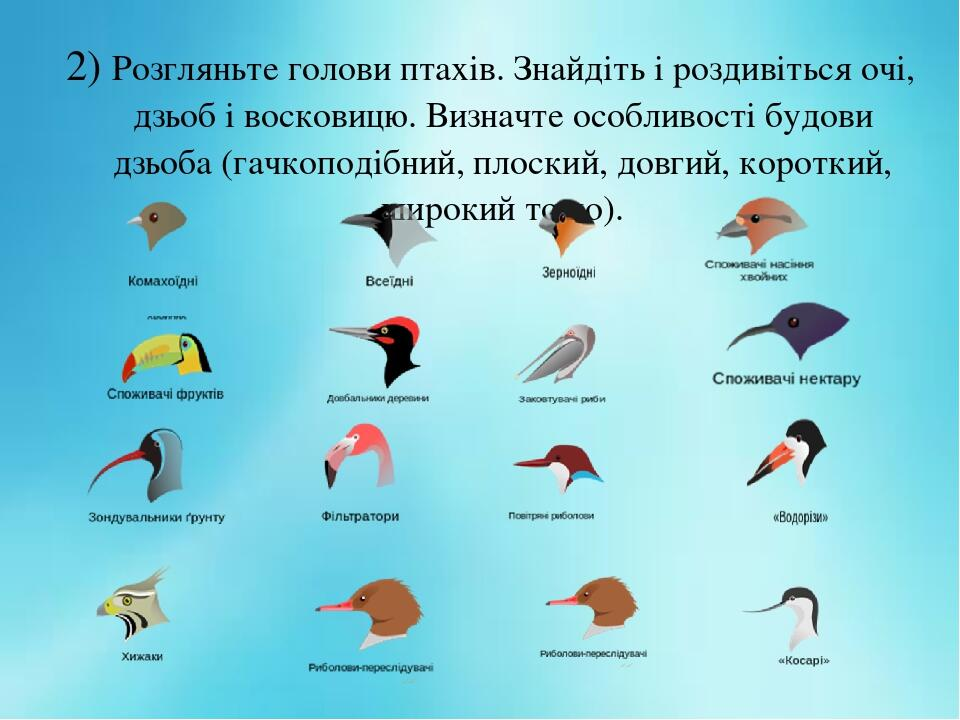 2) Розгляньте голови птахів. Знайдіть і роздивіться очі,
дзьоб і восковицю. Визначте особливості будови
дзьоба (гачкоподібний, плоский, довгий, короткий,
широкий тощо).
Комахоїдні
Всеїдні
Зерноїдні
Споживачі насіння
хвойних
Споживачі фруктів
Довбальники деревини
Заковтувачі риби
Споживачі нектару
Зондувальники ґрунту
Фільтратори
Повітряні риболови
«Водорізи»
Хижаки
Риболови-переслідувачі
Риболови-переслідувачі
«Косарі»